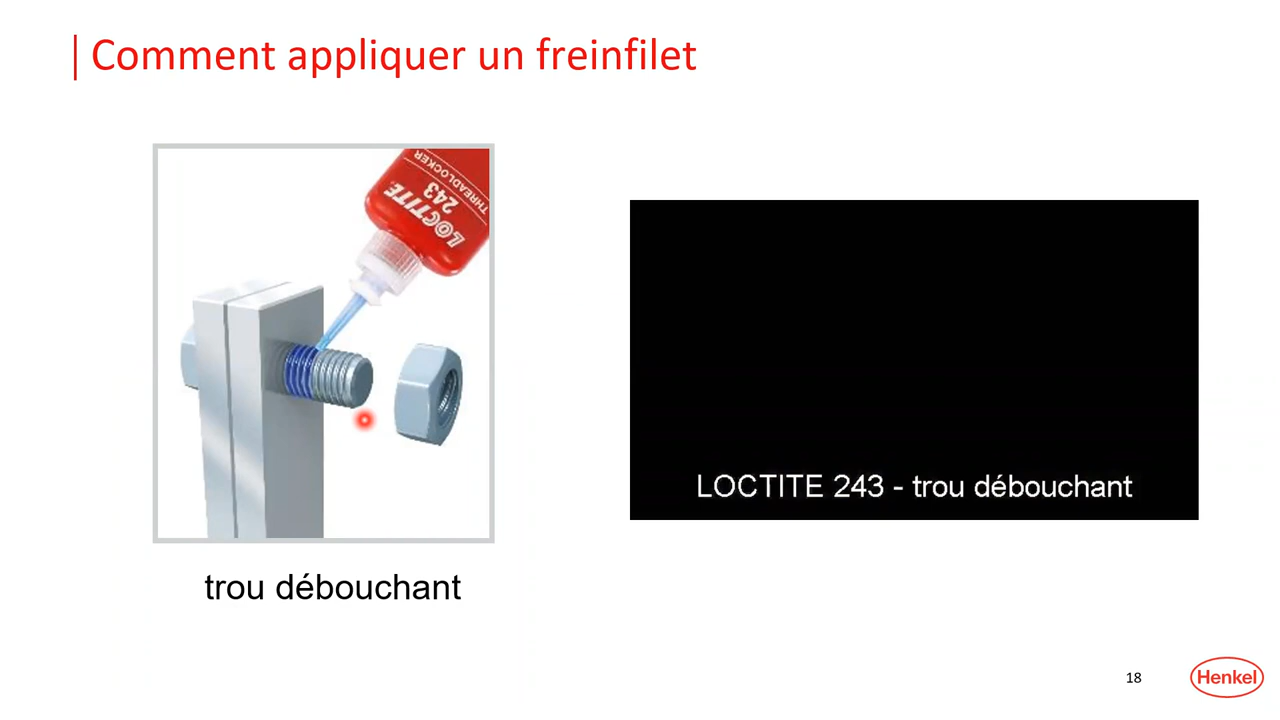 Comment appliquer un freinfilet
LOCTITE
243
THREADLOCKER
LOCTITE 243 - trou débouchant
trou débouchant
18
Henkel